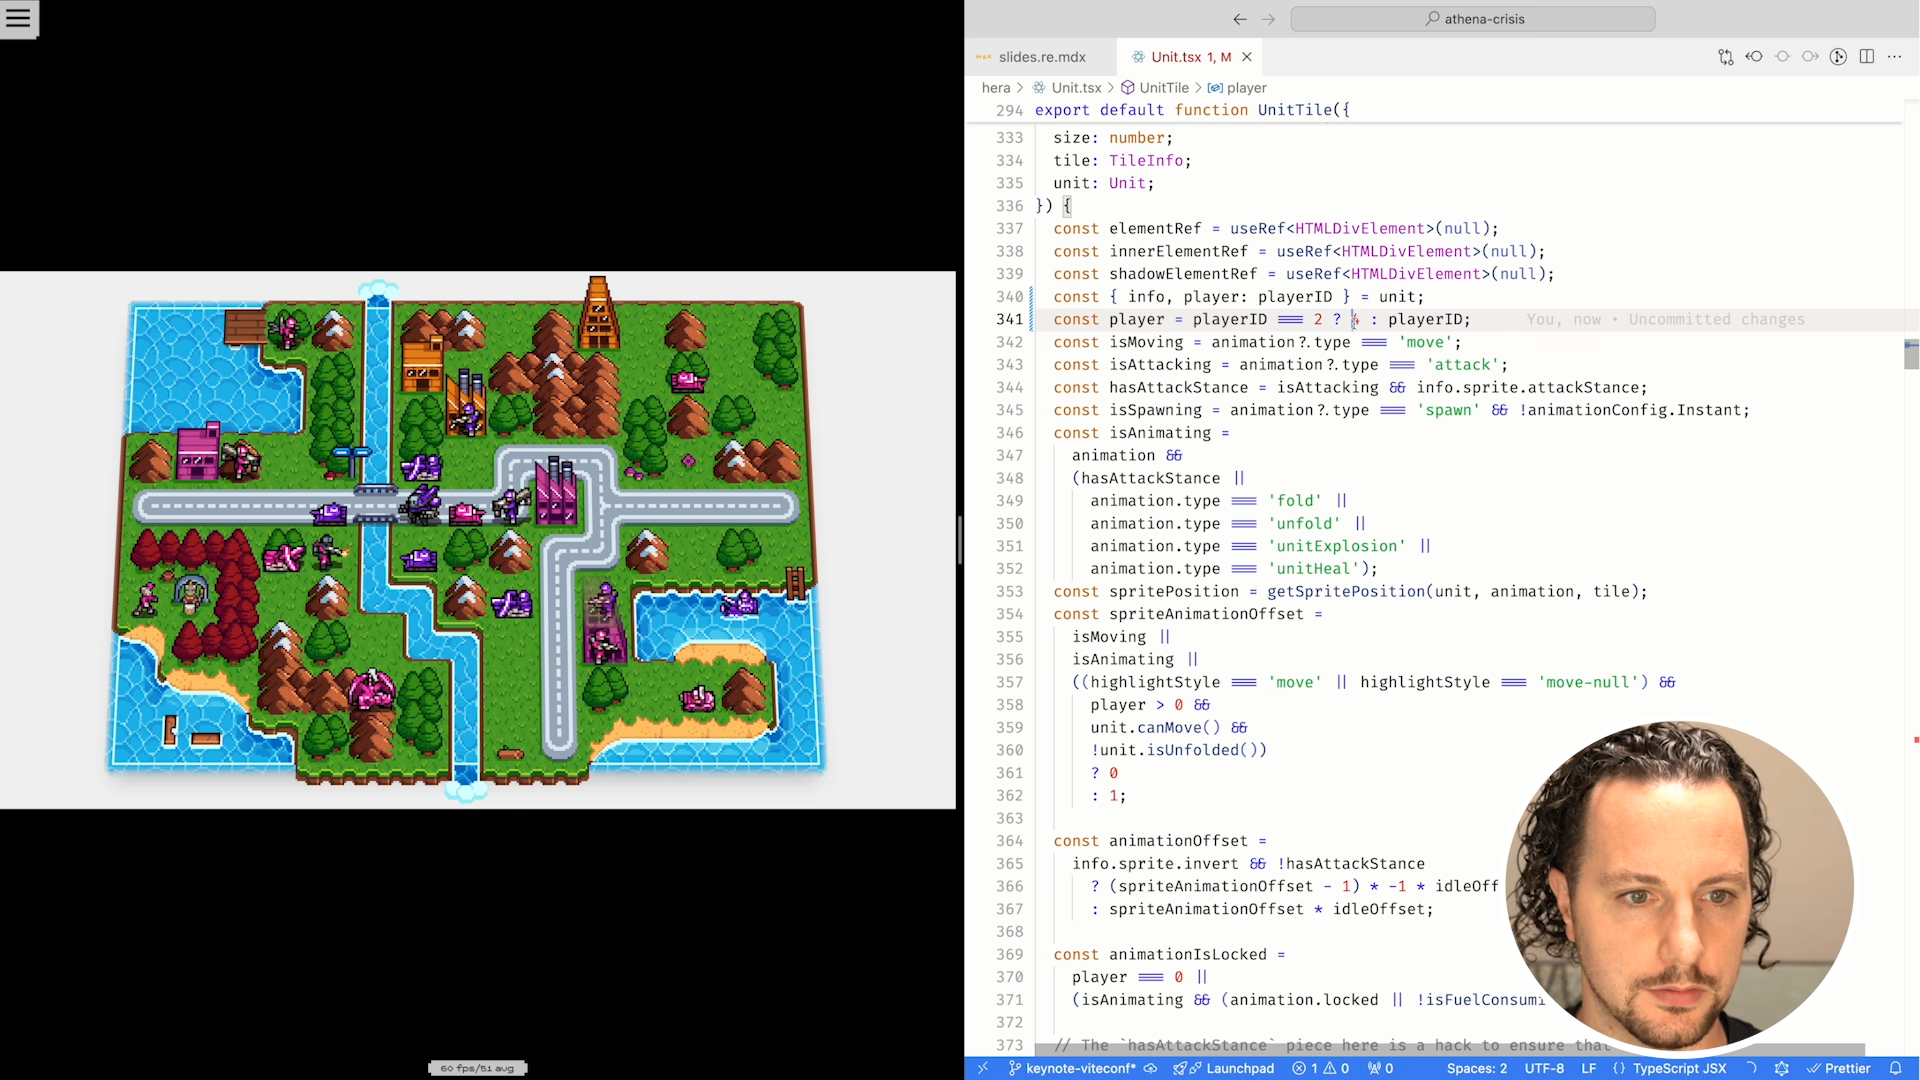 athena-crisis
slides.re.mdx
Unit.tsx 1, M
hera > Unit.tsx > UnitTile > player
294 export default function UnitTile({
333 size: number;
334 tile: TileInfo;
335 unit: Unit;
336 }) {
337 const elementRef = useRef<HTMLDivElement>(null);
338 const innerElementRef = useRef<HTMLDivElement>(null);
339 const shadowElementRef = useRef<HTMLDivElement>(null);
340 const { info, player: playerID } = unit;
341 const player = playerID === 2 ? 4 : playerID; You, now • Uncommitted changes
342 const isMoving = animation?.type === 'move';
343 const isAttacking = animation?.type === 'attack';
344 const hasAttackStance = isAttacking && info.sprite.attackStance;
345 const isSpawning = animation?.type === 'spawn' && !animationConfig.Instant;
346 const isAnimating =
347 animation &&
348 (hasAttackStance ||
349 animation.type === 'fold' ||
350 animation.type === 'unfold' ||
351 animation.type === 'unitExplosion' ||
352 animation.type === 'unitHeal');
353 const spritePosition = getSpritePosition(unit, animation, tile);
354 const spriteAnimationOffset =
355 isMoving ||
356 isAnimating ||
357 ((highlightStyle === 'move' || highlightStyle === 'move-null') &&
358 player > 0 &&
359 unit.canMove() &&
360 !unit.isUnfolded())
361 ? 0
362 : 1;
363
364 const animationOffset =
365 info.sprite.invert && !hasAttackStance
366 ? (spriteAnimationOffset - 1) * -1 * idleOff
367 : spriteAnimationOffset * idleOffset;
368
369 const animationIsLocked =
370 player === 0 ||
371 (isAnimating && (animation.locked || !isFuelConsumi
372
373 // The `hasAttackStance` piece here is a hack to ensure that
60 fps/51 avg
keynote-viteconf* Launchpad 1 0 0 Spaces: 2 UTF-8 LF {} TypeScript JSX Prettier